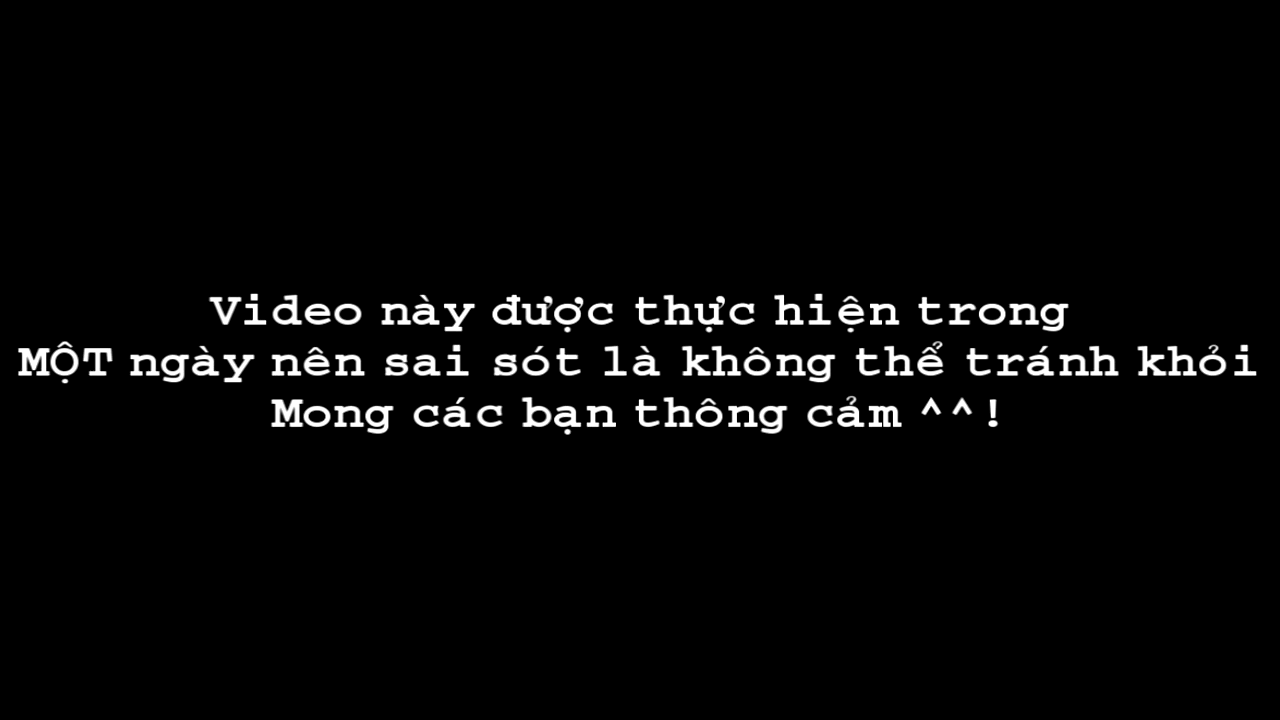 Video này được thực hiện trong
MỘT ngày nên sai sót là không thể tránh khỏi
Mong các bạn thông cảm ^^!